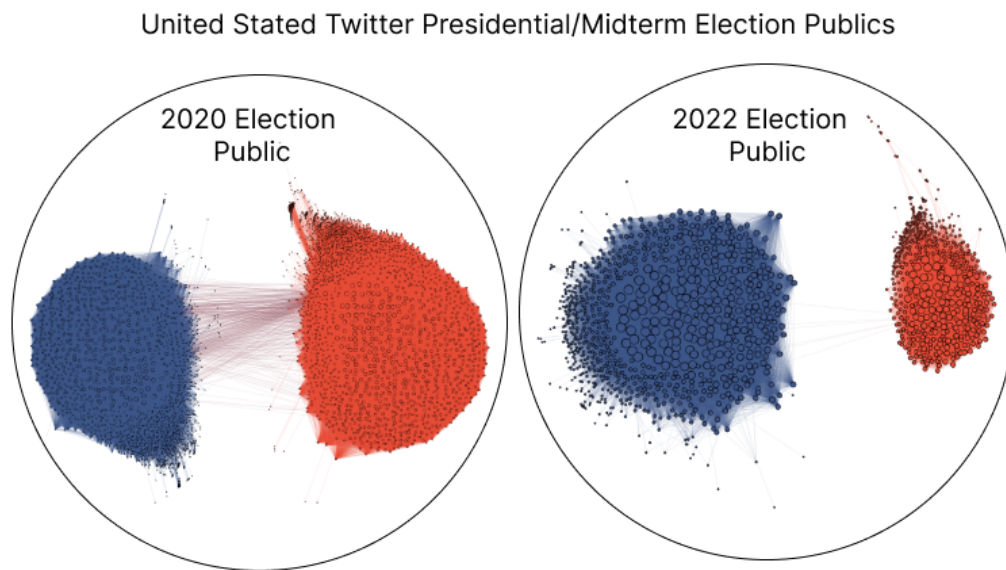 United Stated Twitter Presidential/Midterm Election Publics
2020 Election
Public
2022 Election
Public